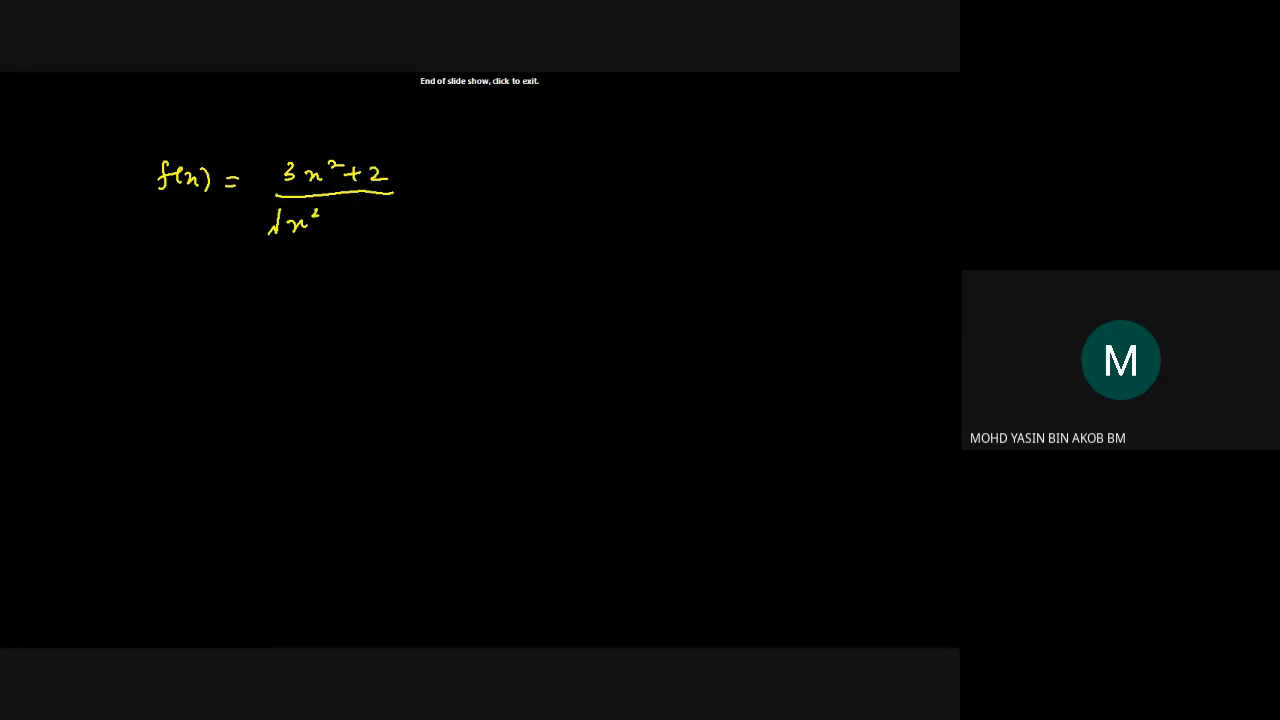 End of slide show, click to exit.
f(x) = 3x²+2
√x²
M
MOHD YASIN BIN AKOB BM